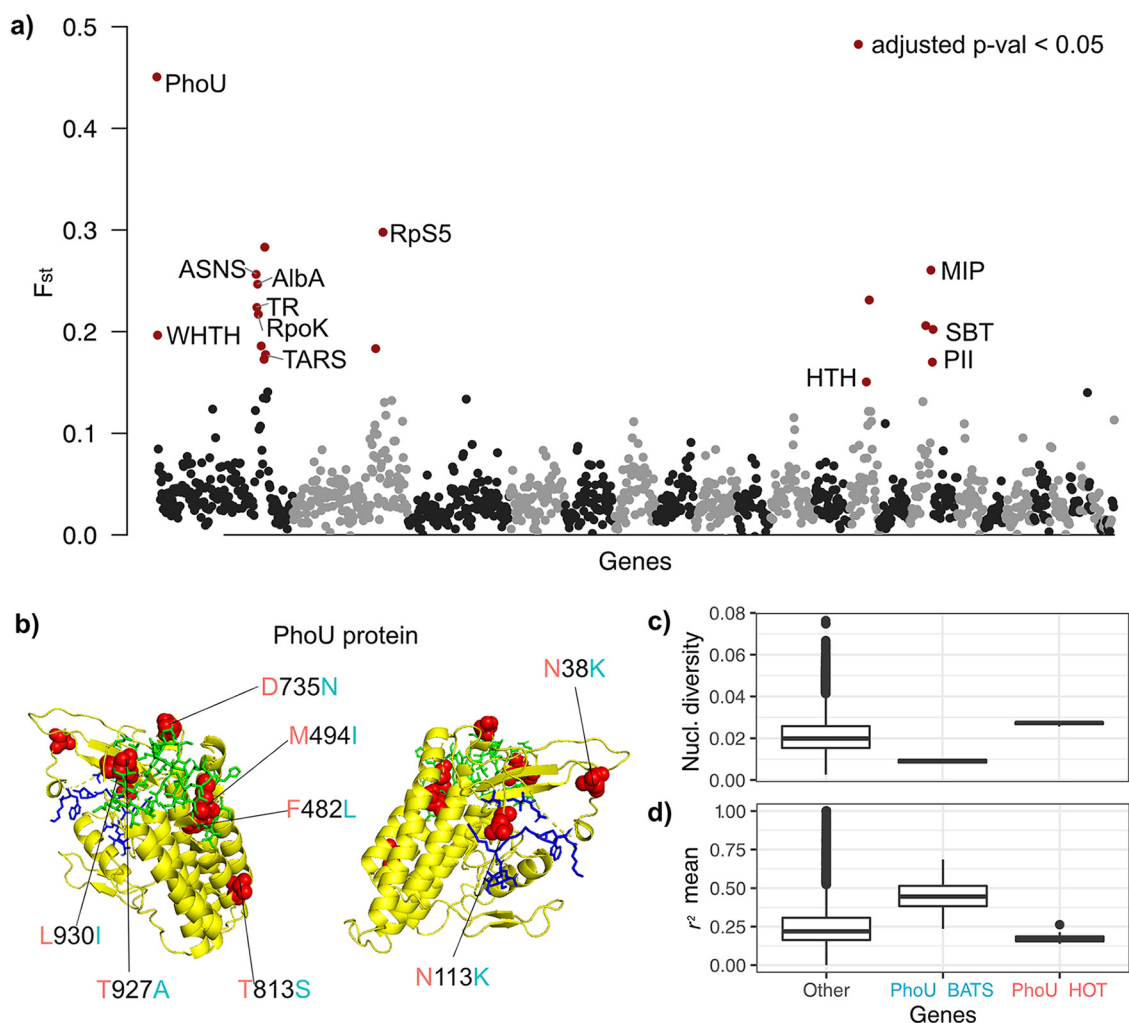 a)
0.5
0.4
0.3
0.2
0.1
0.0
Fst
adjusted p-val < 0.05
PhoU
RpS5
ASNS
AlbA
TR
RpoK
WHTH
TARS
MIP
SBT
PII
HTH
Genes
b)
PhoU protein
D735N
M494I
F482L
L930I
T927A
T813S
N38K
N113K
c)
Nucl. diversity
0.08
0.06
0.04
0.02
0.00
d)
r² mean
1.00
0.75
0.50
0.25
0.00
Other
PhoU BATS
PhoU HOT
Genes